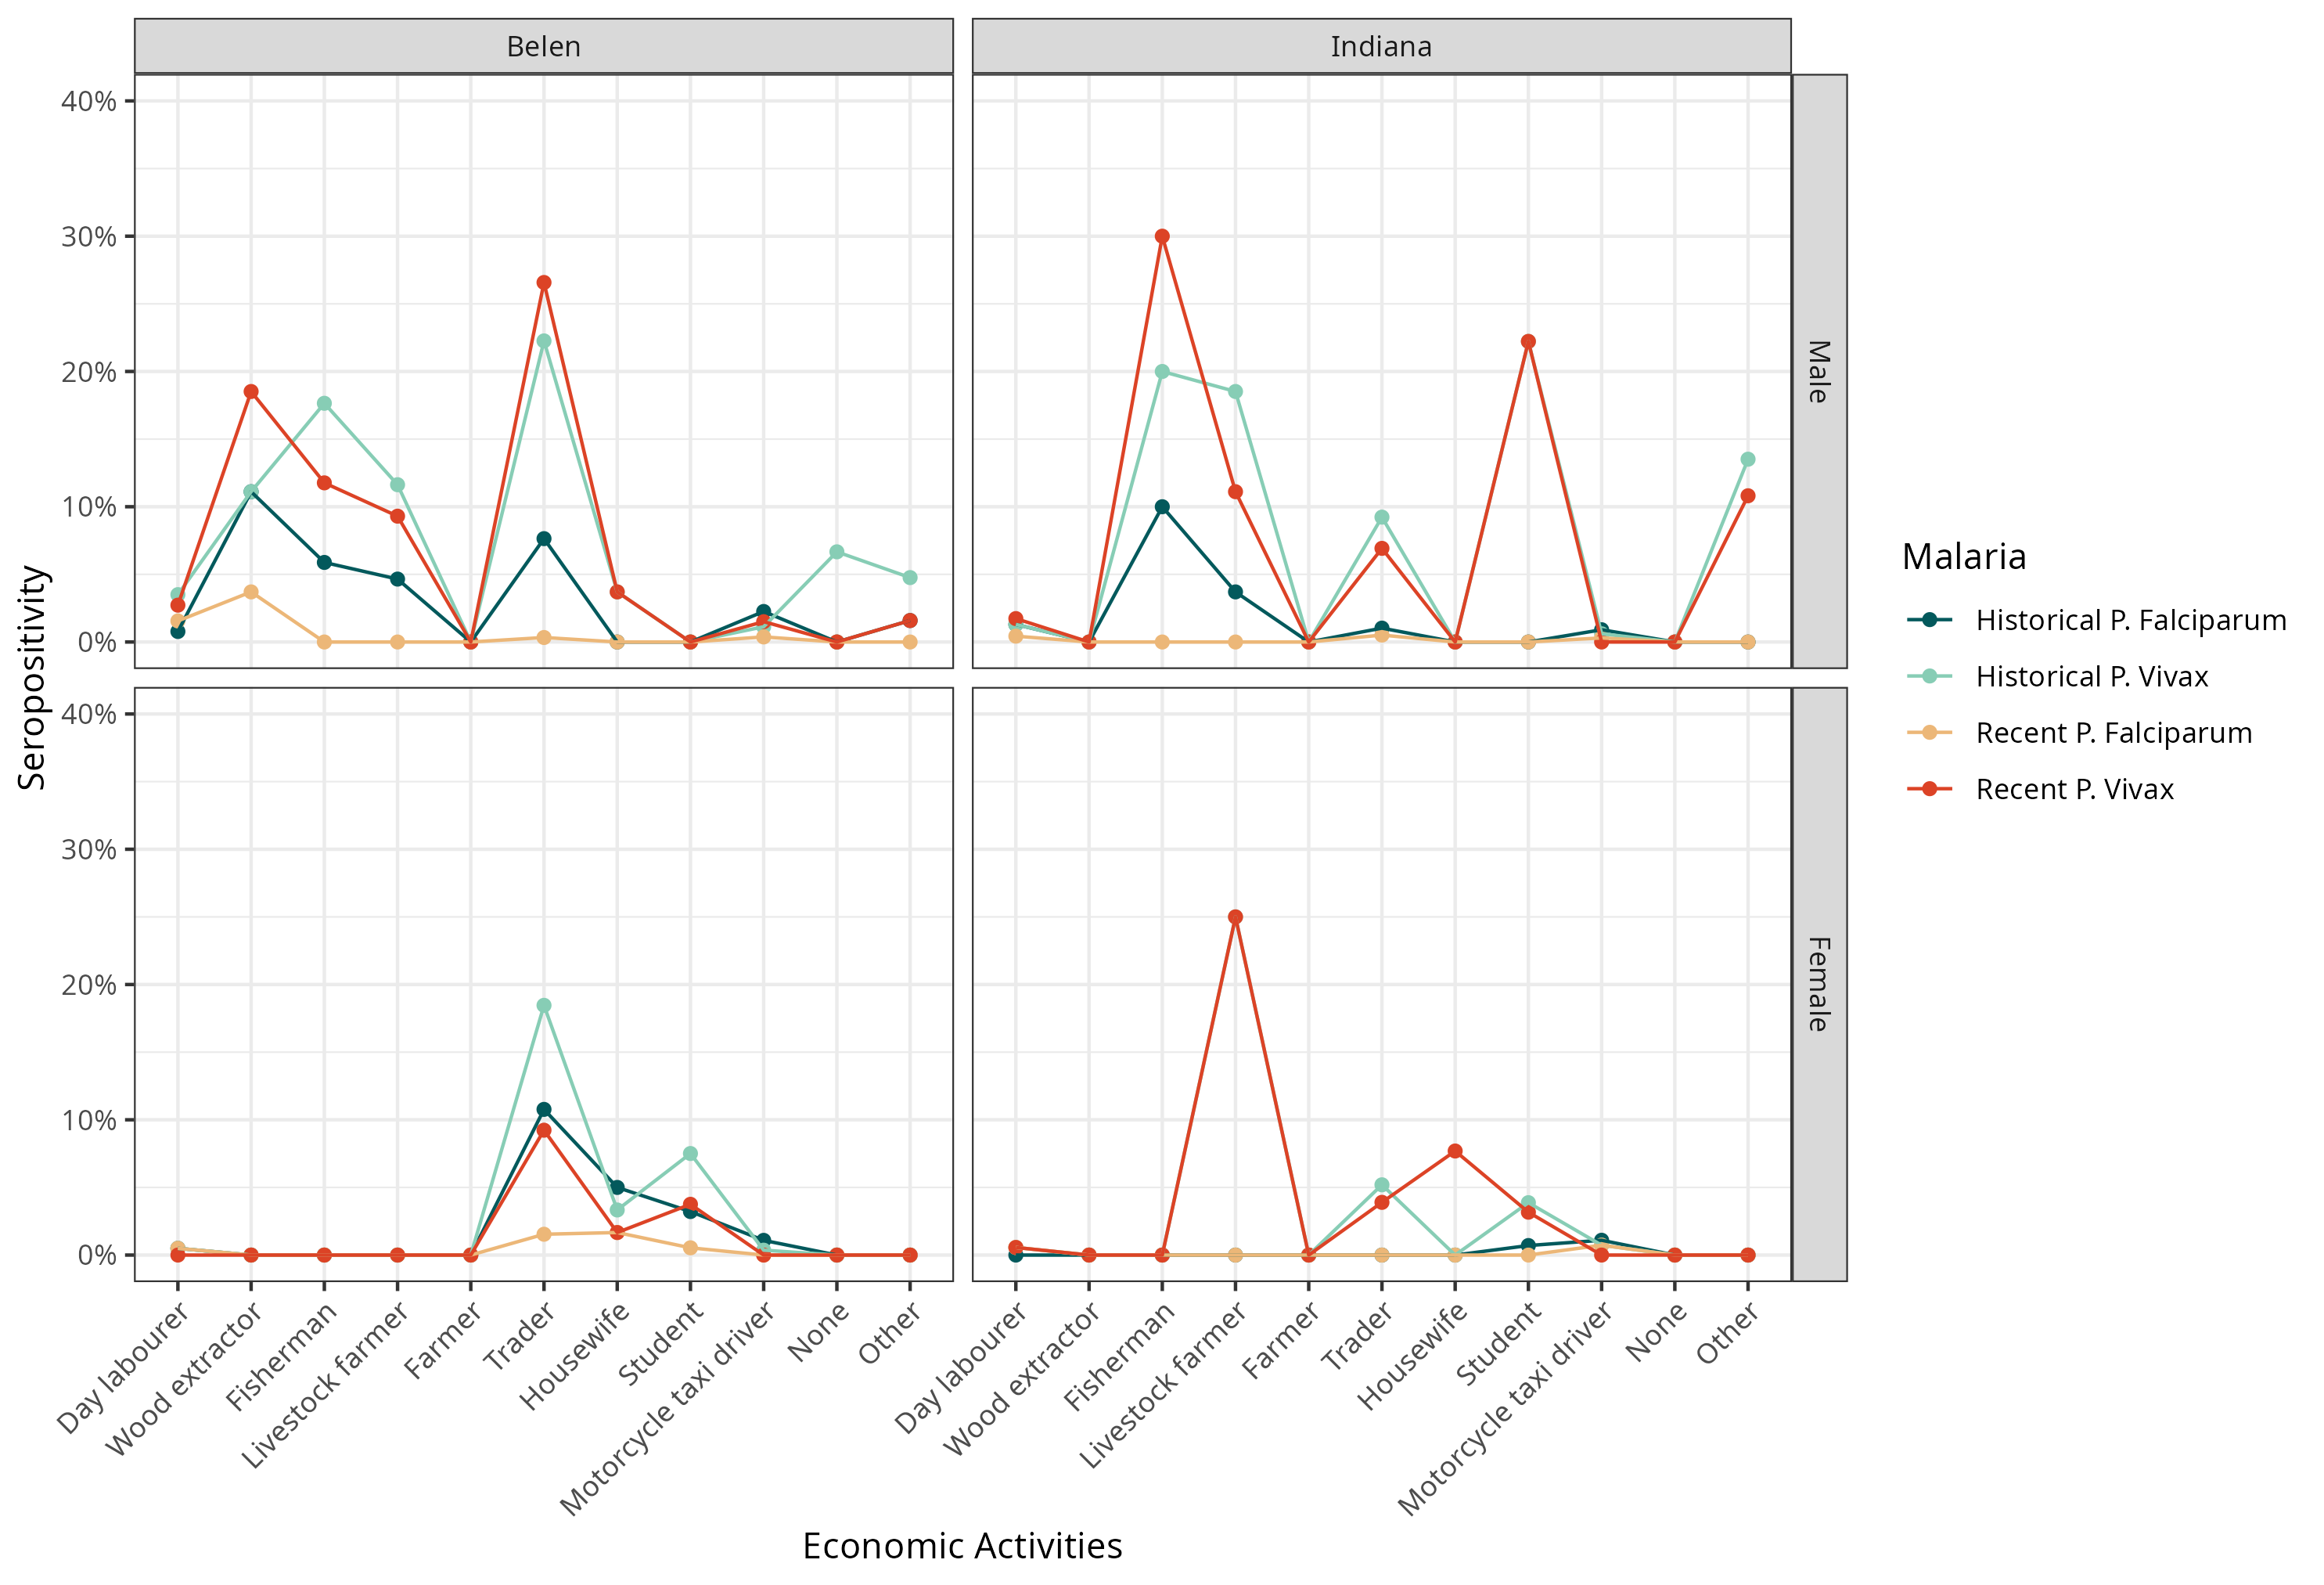 Belen
Indiana
40%
30%
20%
10%
0%
Male
40%
30%
20%
10%
0%
Female
Seropositivity
Day labourer
Wood extractor
Fisherman
Livestock farmer
Farmer
Trader
Housewife
Student
Motorcycle taxi driver
None
Other
Day labourer
Wood extractor
Fisherman
Livestock farmer
Farmer
Trader
Housewife
Student
Motorcycle taxi driver
None
Other
Economic Activities
Malaria
Historical P. Falciparum
Historical P. Vivax
Recent P. Falciparum
Recent P. Vivax